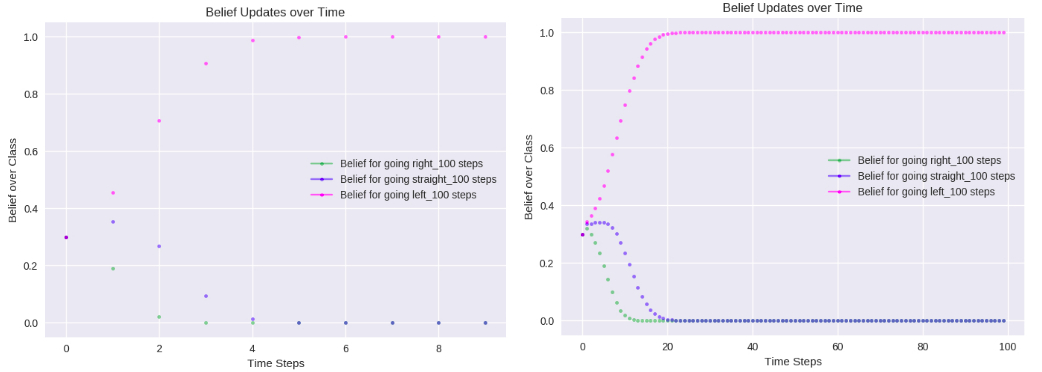 Belief Updates over Time
1.0
0.8
0.6
0.4
0.2
0.0
Belief over Class
Belief for going right_100 steps
Belief for going straight_100 steps
Belief for going left_100 steps
0 2 4 6 8
Time Steps
Belief Updates over Time
1.0
0.8
0.6
0.4
0.2
0.0
Belief over Class
Belief for going right_100 steps
Belief for going straight_100 steps
Belief for going left_100 steps
0 20 40 60 80 100
Time Steps